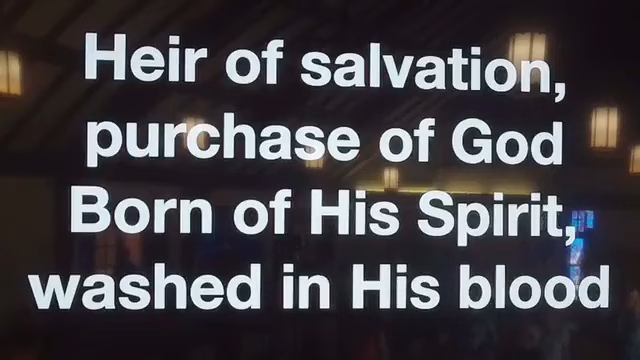 Heir of salvation,
purchase of God
Born of His Spirit,
washed in His blood